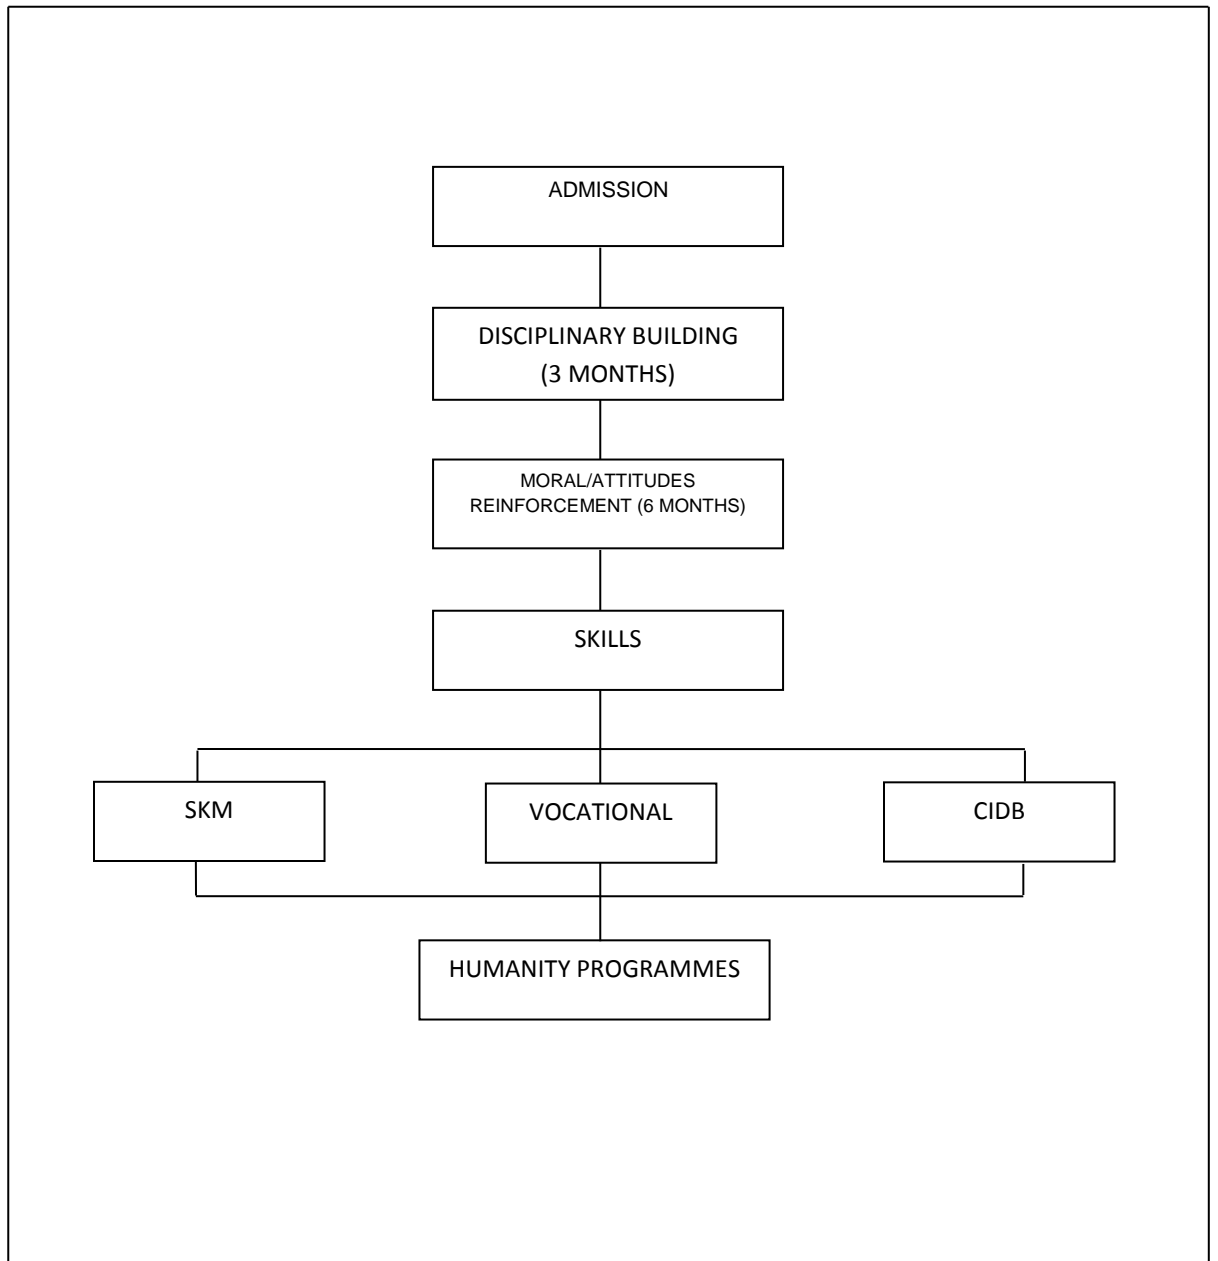 ADMISSION
DISCIPLINARY BUILDING
(3 MONTHS)
MORAL/ATTITUDES
REINFORCEMENT (6 MONTHS)
SKILLS
SKM
VOCATIONAL
CIDB
HUMANITY PROGRAMMES